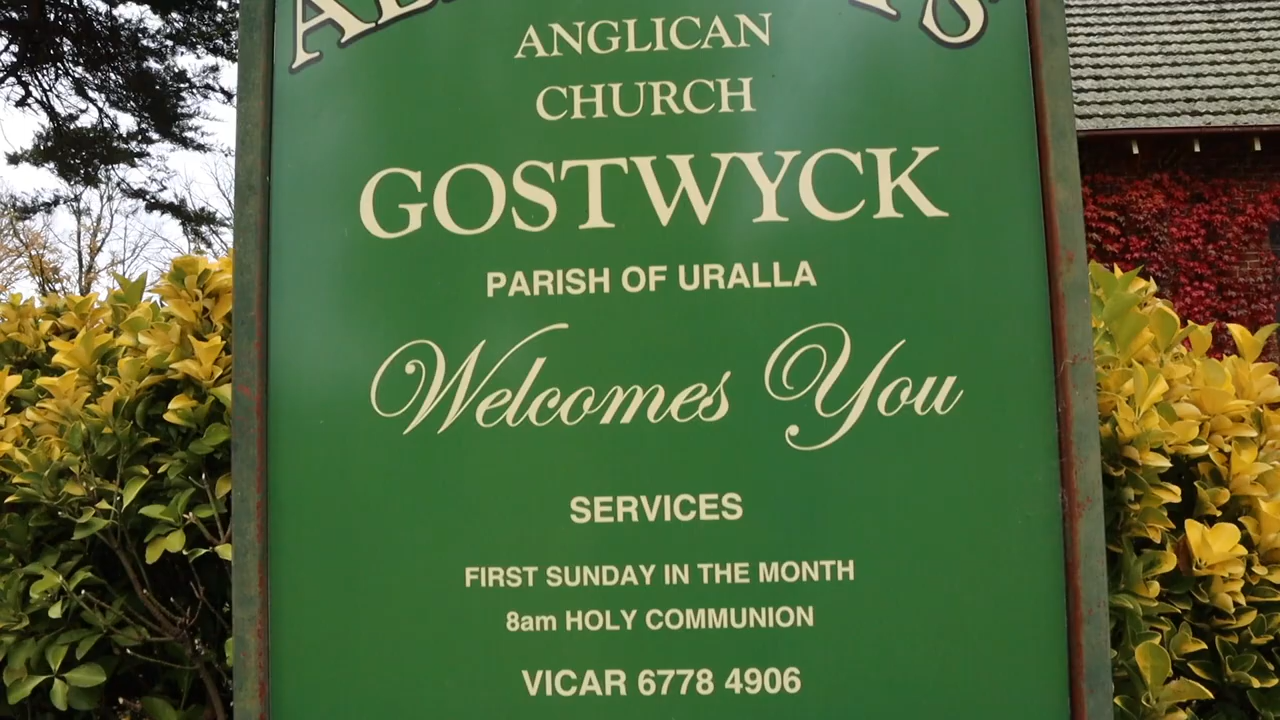 ANGLICAN
CHURCH
GOSTWYCK
PARISH OF URALLA
Welcomes You
SERVICES
FIRST SUNDAY IN THE MONTH
8am HOLY COMMUNION
VICAR 6778 4906